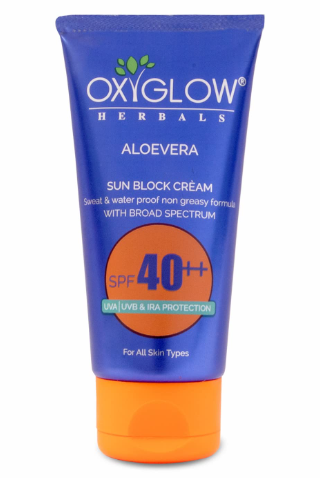 OXYGLOW®
HERBALS
ALOEVERA
SUN BLOCK CRÈAM
Sweat & water proof non greasy formula
WITH BROAD SPECTRUM
SPF 40++
UVA|UVB & IRA PROTECTION
For All Skin Types